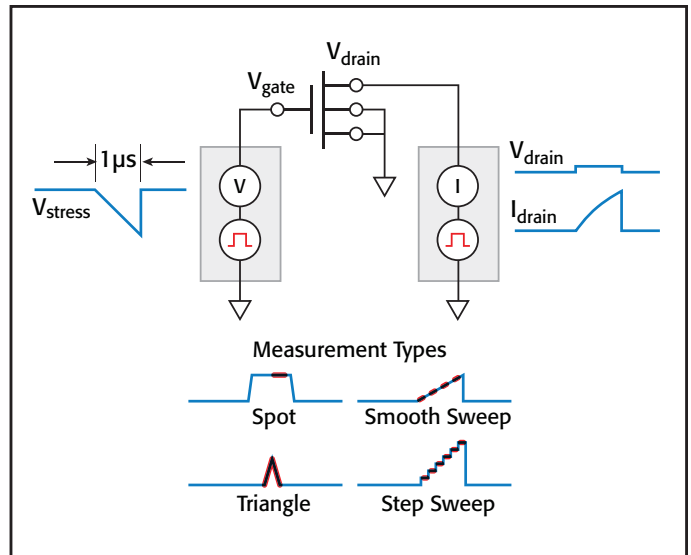 Vdrain
Vgate
1µs
Vstress
V
I
Vdrain
Idrain
Measurement Types
Spot
Smooth Sweep
Triangle
Step Sweep